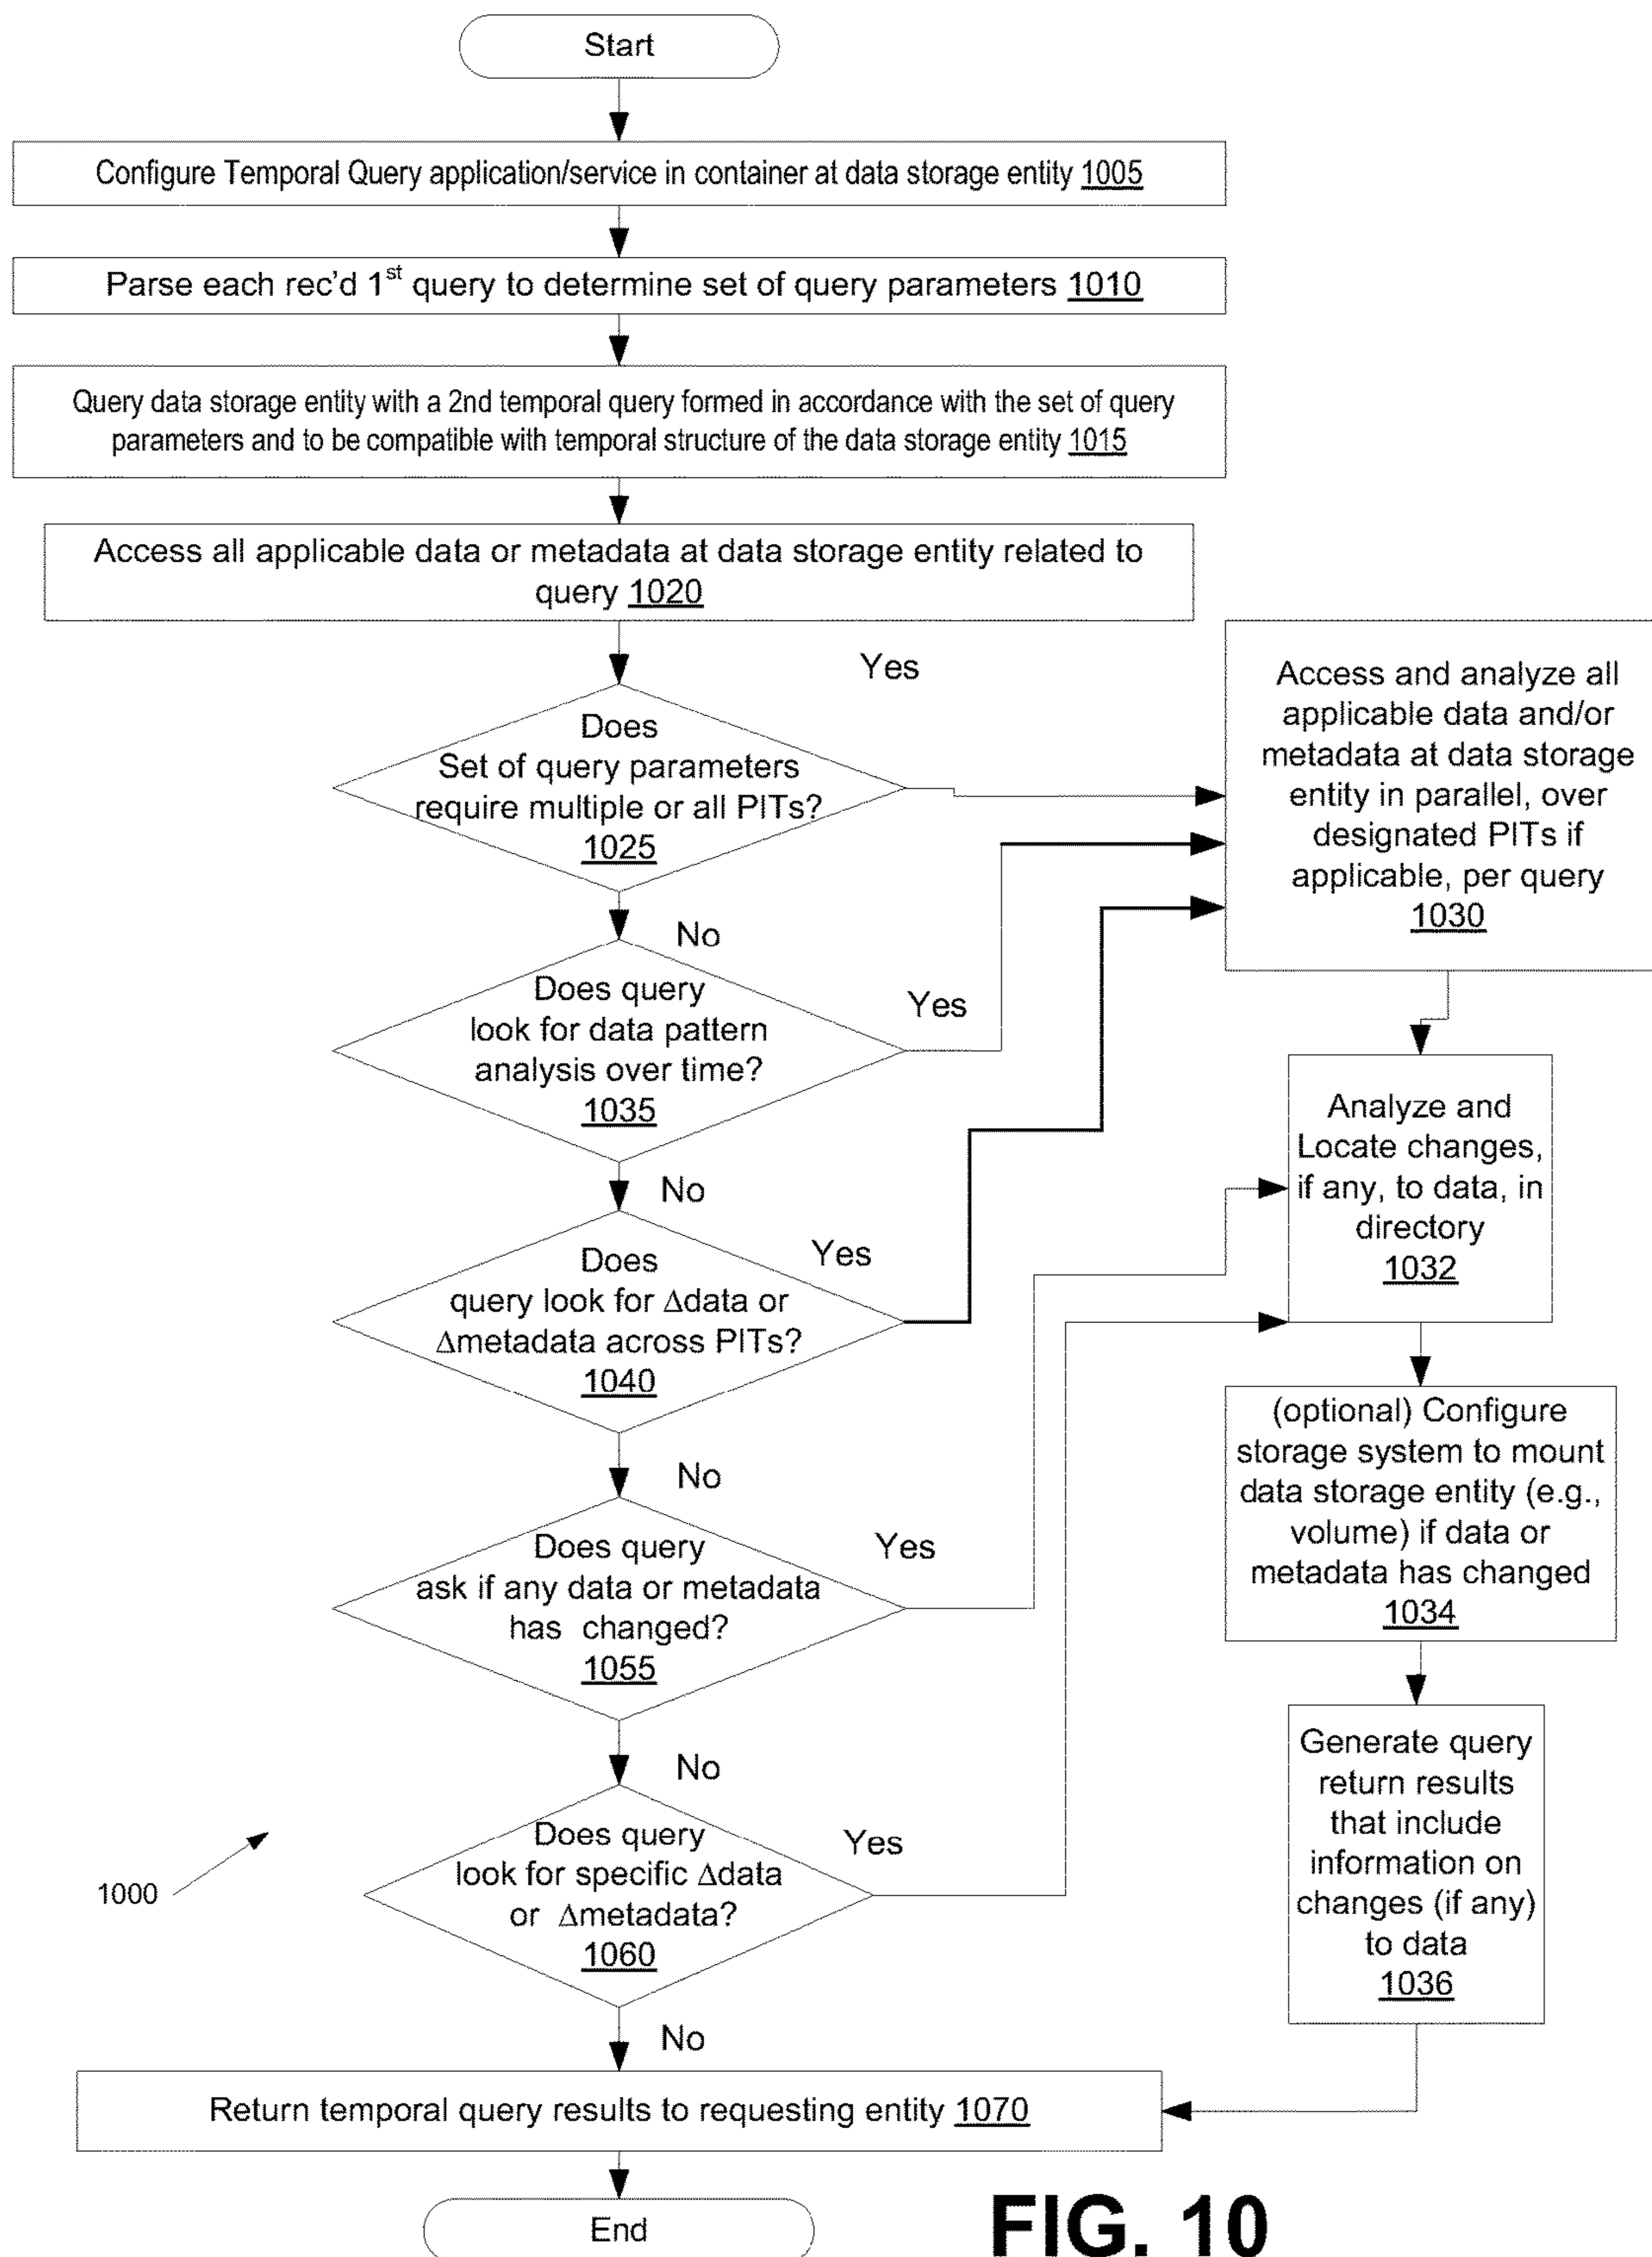 Start
Configure Temporal Query application/service in container at data storage entity 1005
Parse each rec'd 1st query to determine set of query parameters 1010
Query data storage entity with a 2nd temporal query formed in accordance with the set of query
parameters and to be compatible with temporal structure of the data storage entity 1015
Access all applicable data or metadata at data storage entity related to
query 1020
Yes
Does
Set of query parameters
require multiple or all PITs?
1025
Access and analyze all
applicable data and/or
metadata at data storage
entity in parallel, over
designated PITs if
applicable, per query
1030
No
Does query
look for data pattern
analysis over time?
1035
Yes
Analyze and
Locate changes,
if any, to data, in
directory
1032
No
Does
query look for Δdata or
Δmetadata across PITs?
1040
Yes
(optional) Configure
storage system to mount
data storage entity (e.g.,
volume) if data or
metadata has changed
1034
No
Does query
ask if any data or metadata
has changed?
1055
Yes
Generate query
return results
that include
information on
changes (if any)
to data
1036
No
Does query
look for specific Δdata
or Δmetadata?
1060
Yes
1000
No
Return temporal query results to requesting entity 1070
End
FIG. 10